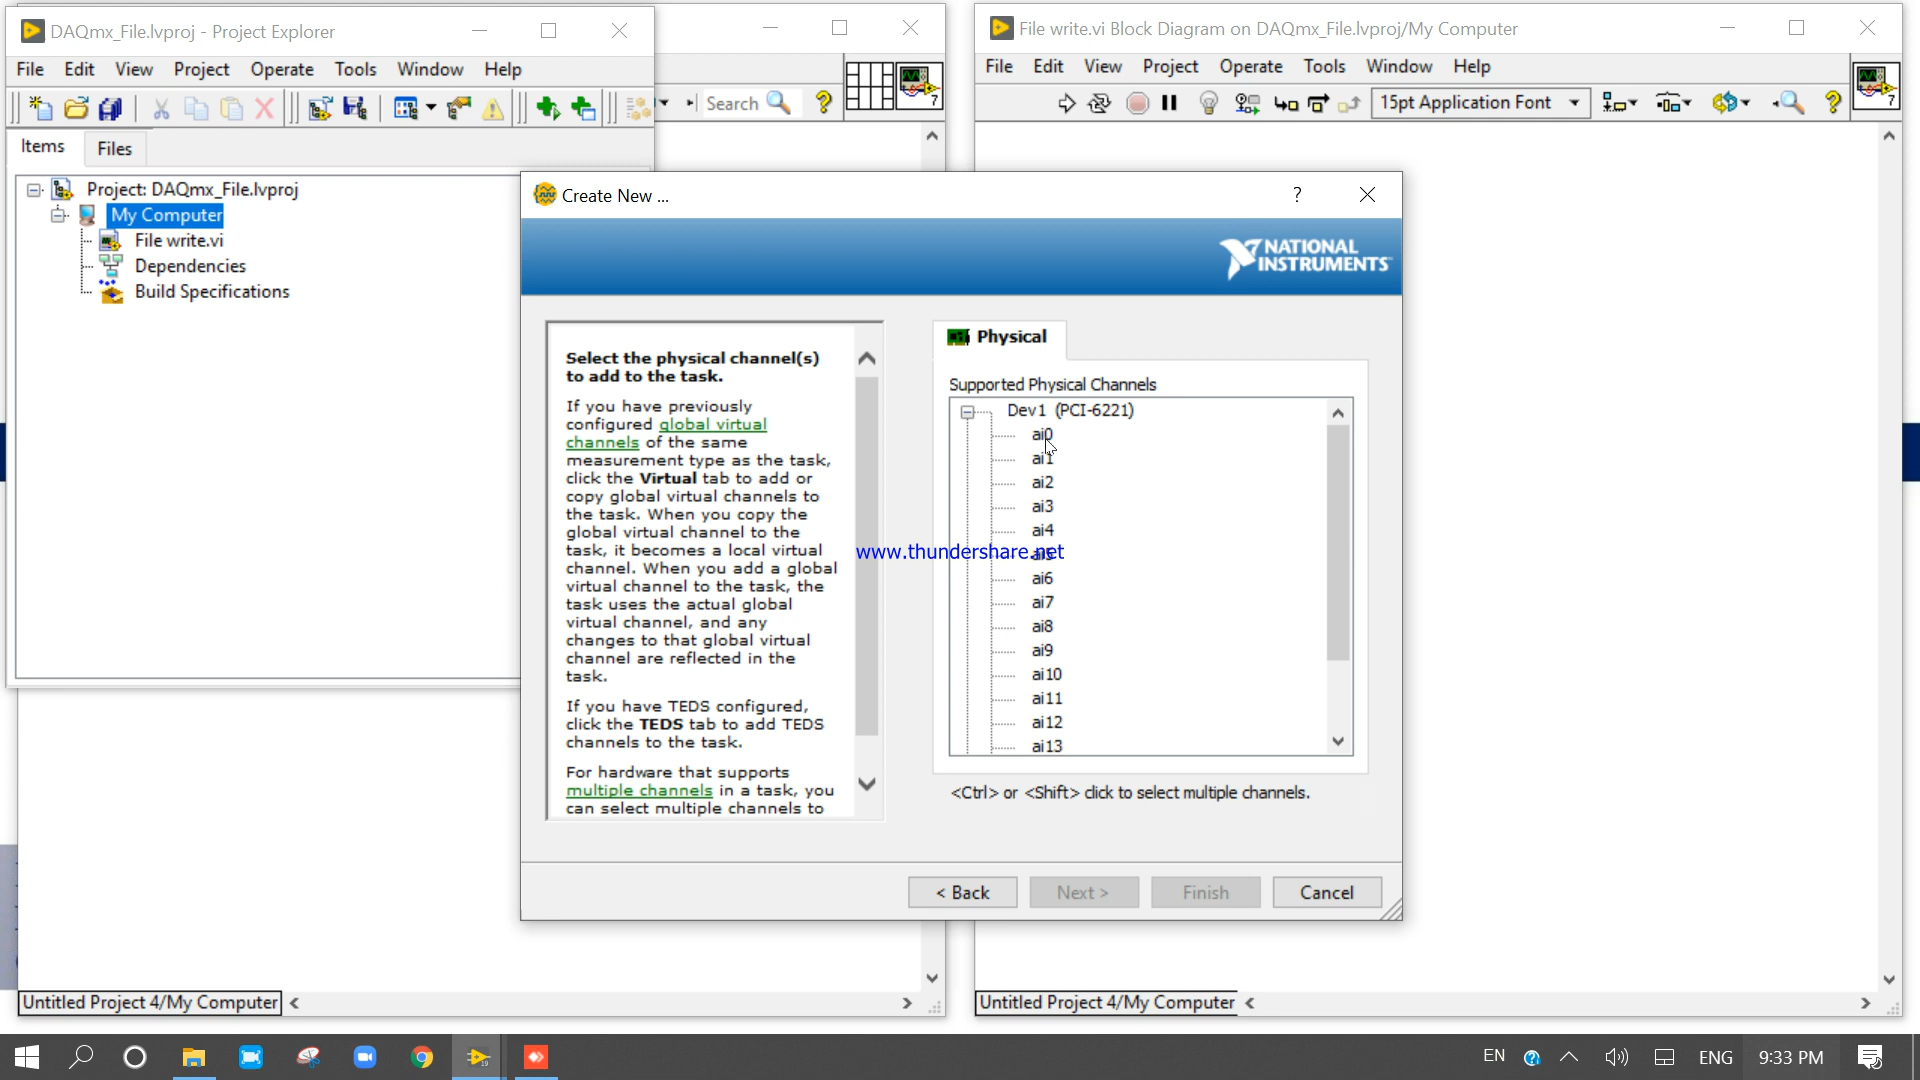 DAQmx_File.lvproj - Project Explorer
File Edit View Project Operate Tools Window Help
Search
7
Items Files
Project: DAQmx_File.lvproj
My Computer
File write.vi
Dependencies
Build Specifications
File write.vi Block Diagram on DAQmx_File.lvproj/My Computer
File Edit View Project Operate Tools Window Help
15pt Application Font
7
Create New ...
?
NATIONAL
INSTRUMENTS
Select the physical channel(s)
to add to the task.
If you have previously
configured global virtual
channels of the same
measurement type as the task,
click the Virtual tab to add or
copy global virtual channels to
the task. When you copy the
global virtual channel to the
task, it becomes a local virtual
channel. When you add a global
virtual channel to the task, the
task uses the actual global
virtual channel, and any
changes to that global virtual
channel are reflected in the
task.
If you have TEDS configured,
click the TEDS tab to add TEDS
channels to the task.
For hardware that supports
multiple channels in a task, you
can select multiple channels to
Physical
Supported Physical Channels
Dev1 (PCI-6221)
ai0
ai1
ai2
ai3
ai4
ai5
ai6
ai7
ai8
ai9
ai10
ai11
ai12
ai13
www.thundershare.net
<Ctrl> or <Shift> click to select multiple channels.
< Back Next > Finish Cancel
Untitled Project 4/My Computer
Untitled Project 4/My Computer
EN ENG 9:33 PM